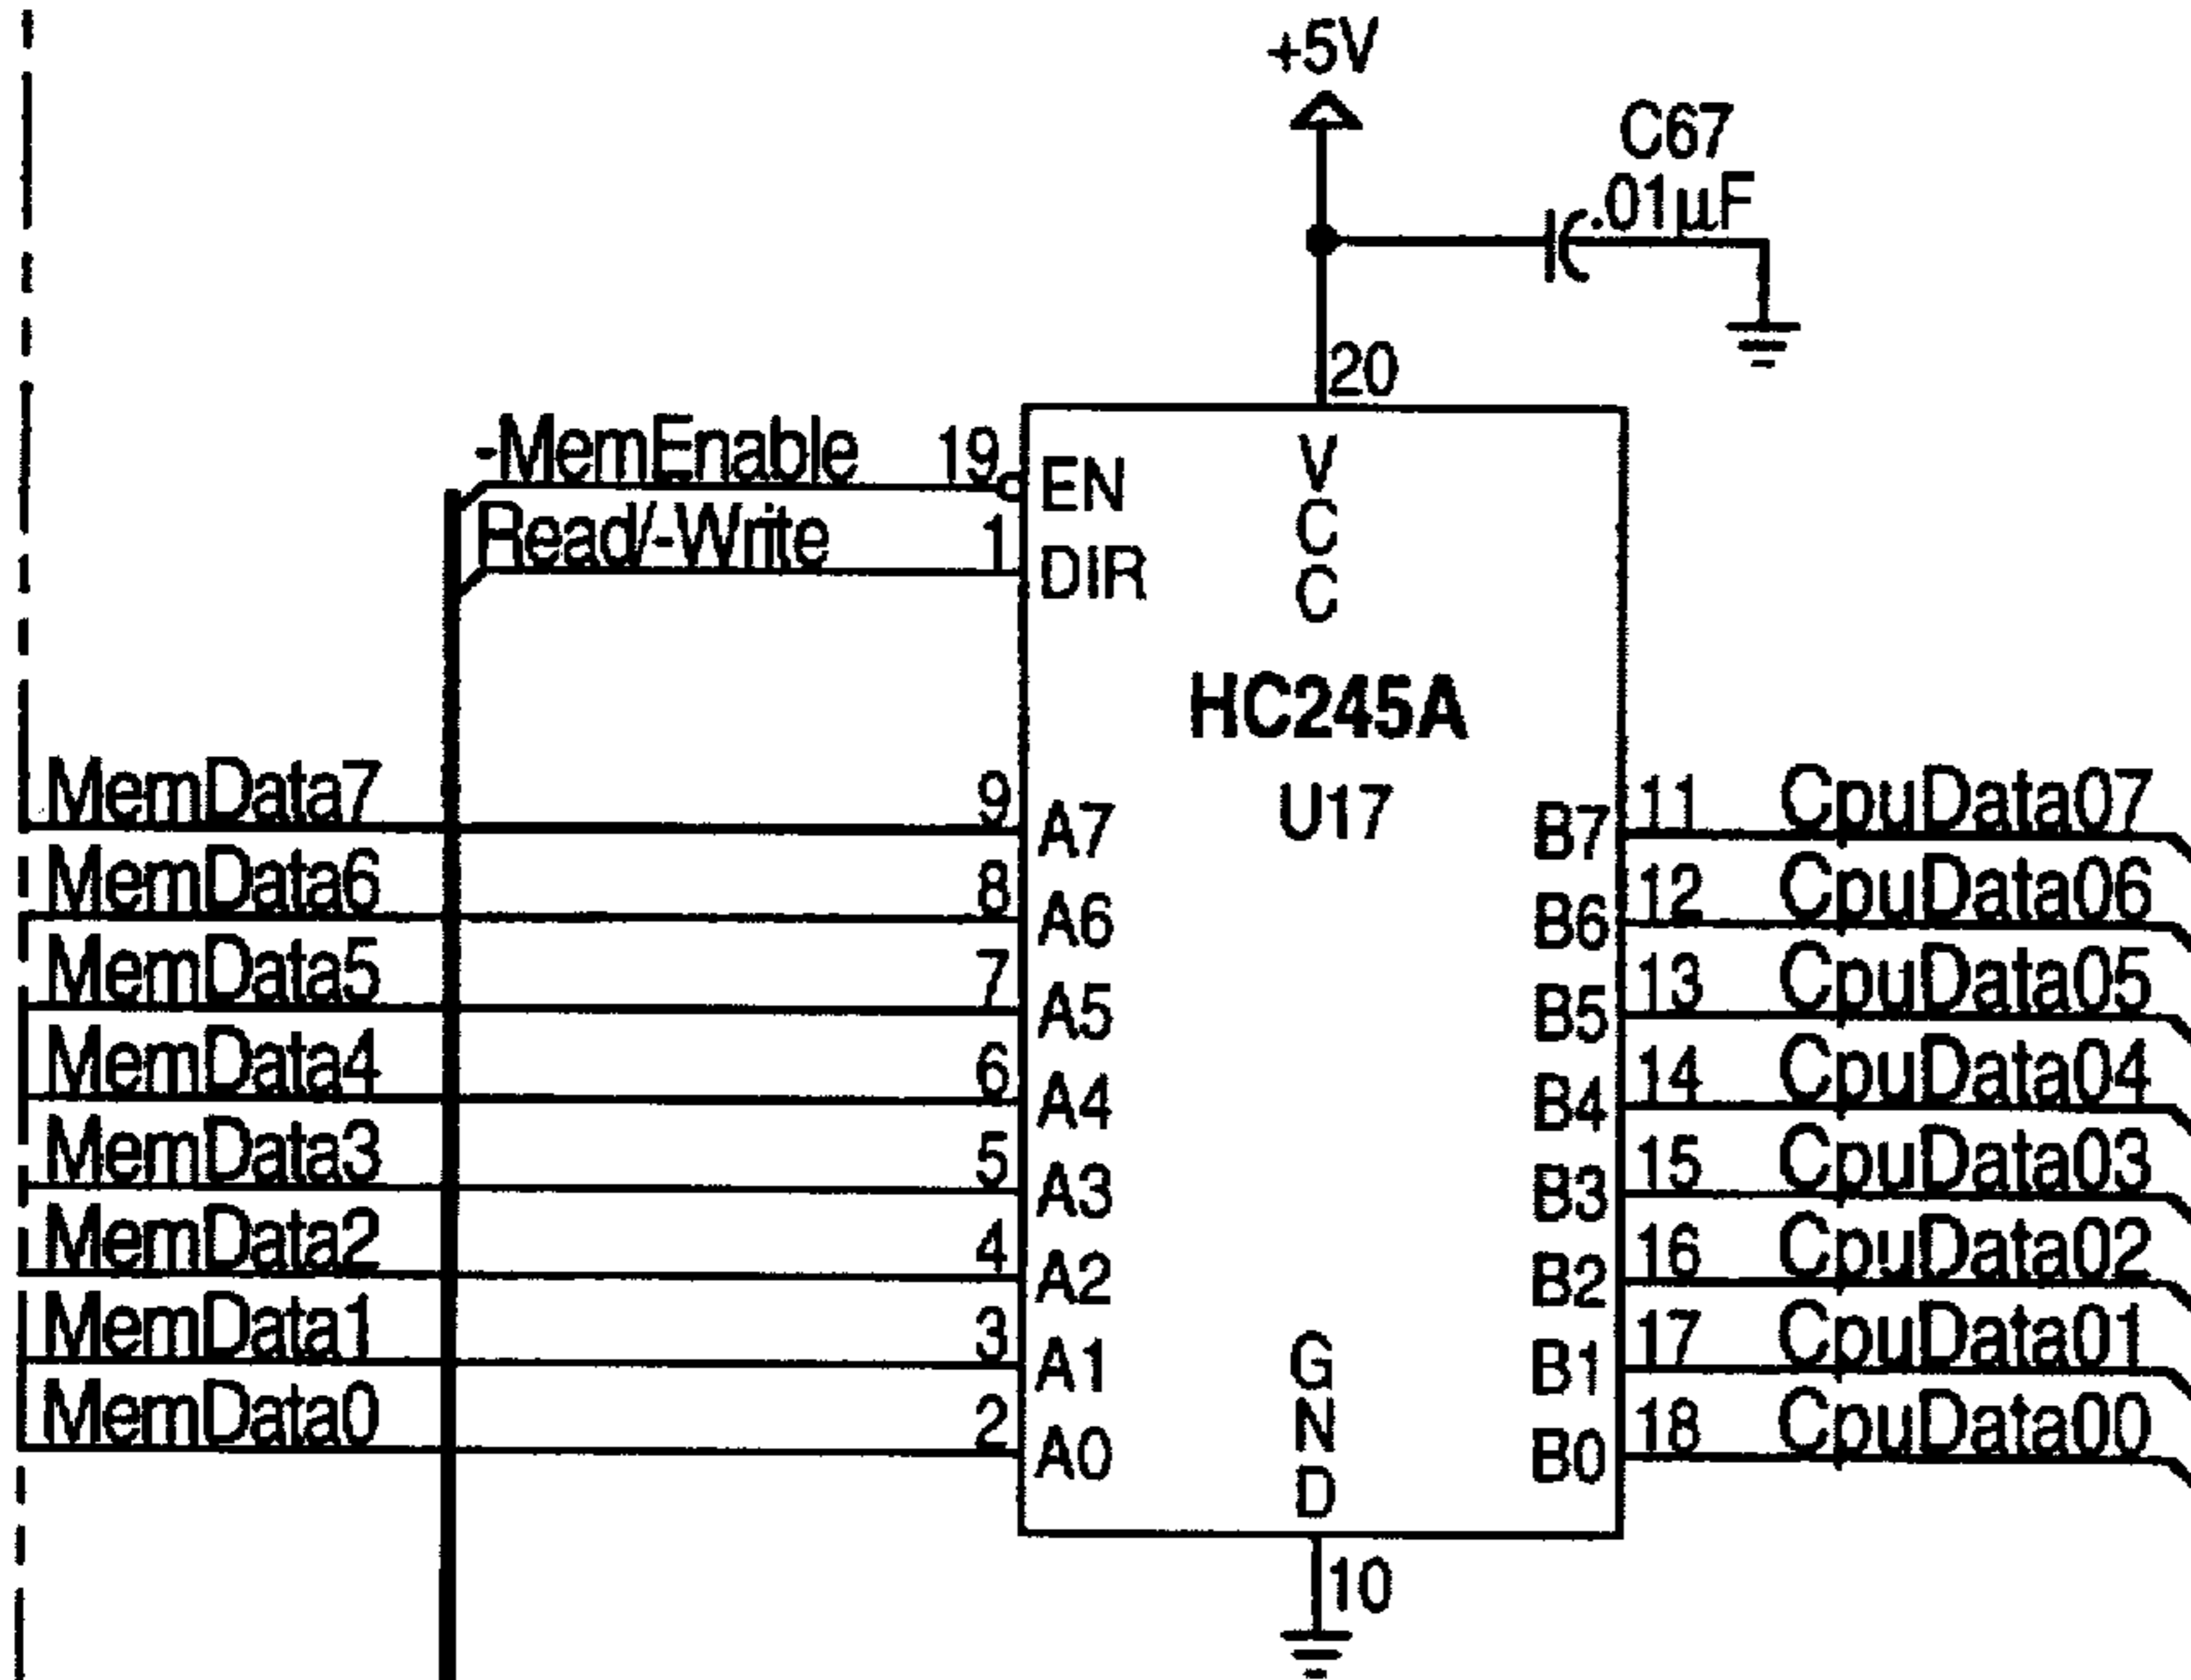 +5V
C67
.01µF
20
-MemEnable 19 EN
Read/-Write 1 DIR
VCC
HC245A
U17
MemData7 9 A7 B7 11 CpuData07
MemData6 8 A6 B6 12 CpuData06
MemData5 7 A5 B5 13 CpuData05
MemData4 6 A4 B4 14 CpuData04
MemData3 5 A3 B3 15 CpuData03
MemData2 4 A2 B2 16 CpuData02
MemData1 3 A1 B1 17 CpuData01
MemData0 2 A0 B0 18 CpuData00
GND
10